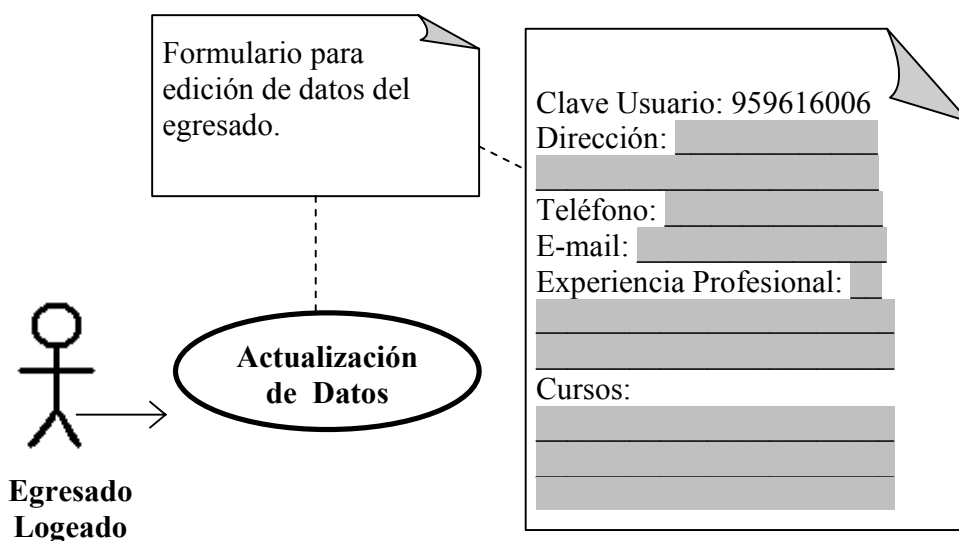 Formulario para
edición de datos del
egresado.
Clave Usuario: 959616006
Dirección:
Teléfono:
E-mail:
Experiencia Profesional:
Cursos:
Actualización
de Datos
Egresado
Logeado